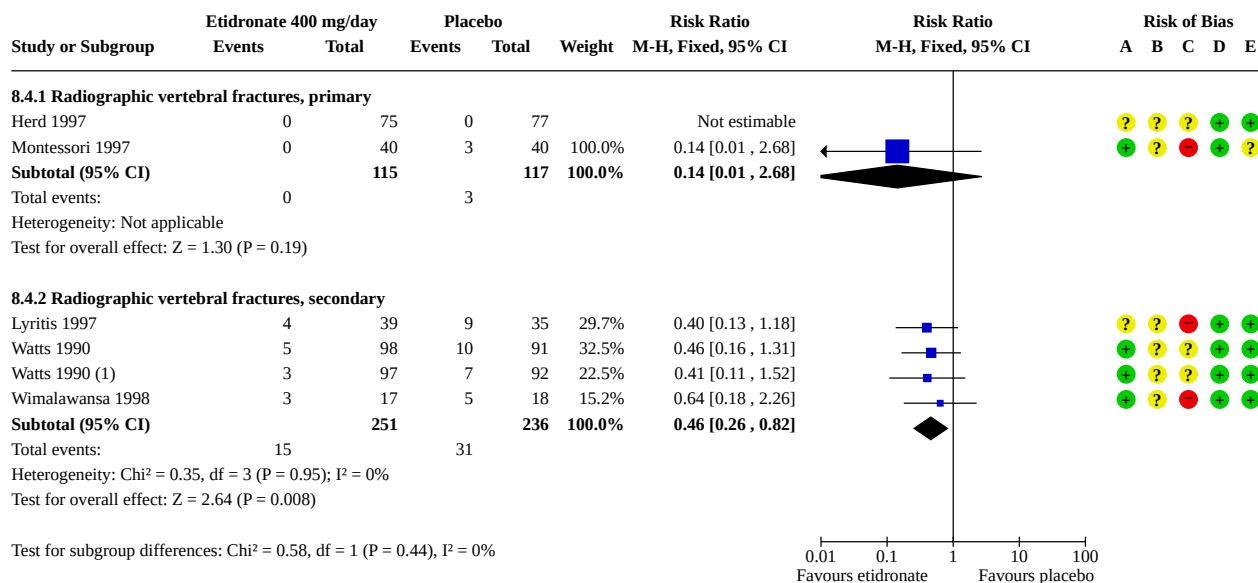 Etidronate 400 mg/day Placebo Risk Ratio Risk Ratio Risk of Bias
Study or Subgroup Events Total Events Total Weight M-H, Fixed, 95% CI M-H, Fixed, 95% CI A B C D E
8.4.1 Radiographic vertebral fractures, primary
Herd 1997 0 75 0 77 Not estimable ? ? ? + +
Montessori 1997 0 40 3 40 100.0% 0.14 [0.01 , 2.68] + ? − + ?
Subtotal (95% CI) 115 117 100.0% 0.14 [0.01 , 2.68]
Total events: 0 3
Heterogeneity: Not applicable
Test for overall effect: Z = 1.30 (P = 0.19)
8.4.2 Radiographic vertebral fractures, secondary
Lyritis 1997 4 39 9 35 29.7% 0.40 [0.13 , 1.18] ? ? − + +
Watts 1990 5 98 10 91 32.5% 0.46 [0.16 , 1.31] + ? ? + +
Watts 1990 (1) 3 97 7 92 22.5% 0.41 [0.11 , 1.52] + ? ? + +
Wimalawansa 1998 3 17 5 18 15.2% 0.64 [0.18 , 2.26] + ? − + +
Subtotal (95% CI) 251 236 100.0% 0.46 [0.26 , 0.82]
Total events: 15 31
Heterogeneity: Chi² = 0.35, df = 3 (P = 0.95); I² = 0%
Test for overall effect: Z = 2.64 (P = 0.008)
Test for subgroup differences: Chi² = 0.58, df = 1 (P = 0.44), I² = 0%
0.01 0.1 1 10 100
Favours etidronate Favours placebo